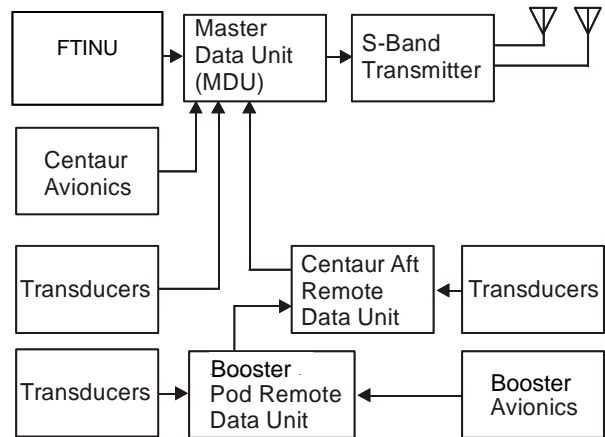 FTINU
Master
Data Unit
(MDU)
S-Band
Transmitter
Centaur
Avionics
Transducers
Centaur Aft
Remote
Data Unit
Transducers
Transducers
Booster
Pod Remote
Data Unit
Booster
Avionics